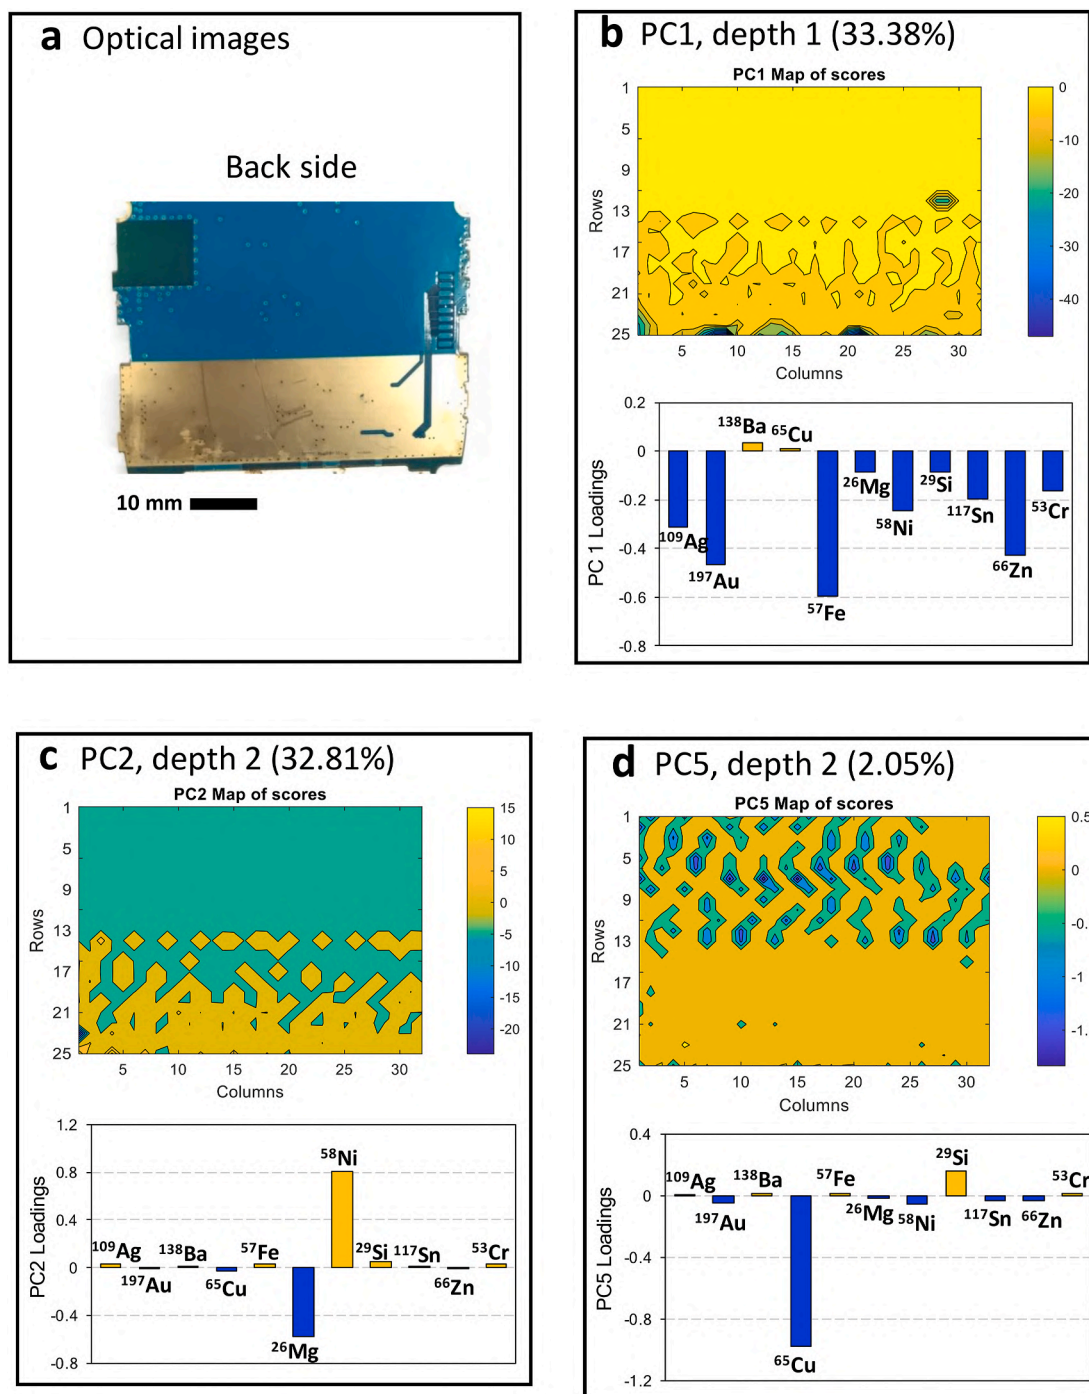 a Optical images
Back side
10 mm
b PC1, depth 1 (33.38%)
PC1 Map of scores
Rows
1
5
9
13
17
21
25
5 10 15 20 25 30
Columns
0
-10
-20
-30
-40
PC 1 Loadings
0.2
0
-0.2
-0.4
-0.6
-0.8
109Ag
197Au
138Ba
65Cu
57Fe
26Mg
58Ni
29Si
117Sn
66Zn
53Cr
c PC2, depth 2 (32.81%)
PC2 Map of scores
Rows
1
5
9
13
17
21
25
5 10 15 20 25 30
Columns
15
10
5
0
-5
-10
-15
-20
PC2 Loadings
1.2
0.8
0.4
0
-0.4
-0.8
109Ag
197Au
138Ba
65Cu
57Fe
26Mg
58Ni
29Si
117Sn
66Zn
53Cr
d PC5, depth 2 (2.05%)
PC5 Map of scores
Rows
1
5
9
13
17
21
25
5 10 15 20 25 30
Columns
0.5
0
-0.
-1
-1.
PC5 Loadings
0.4
0
-0.4
-0.8
-1.2
109Ag
197Au
138Ba
65Cu
57Fe
26Mg
58Ni
29Si
117Sn
66Zn
53Cr